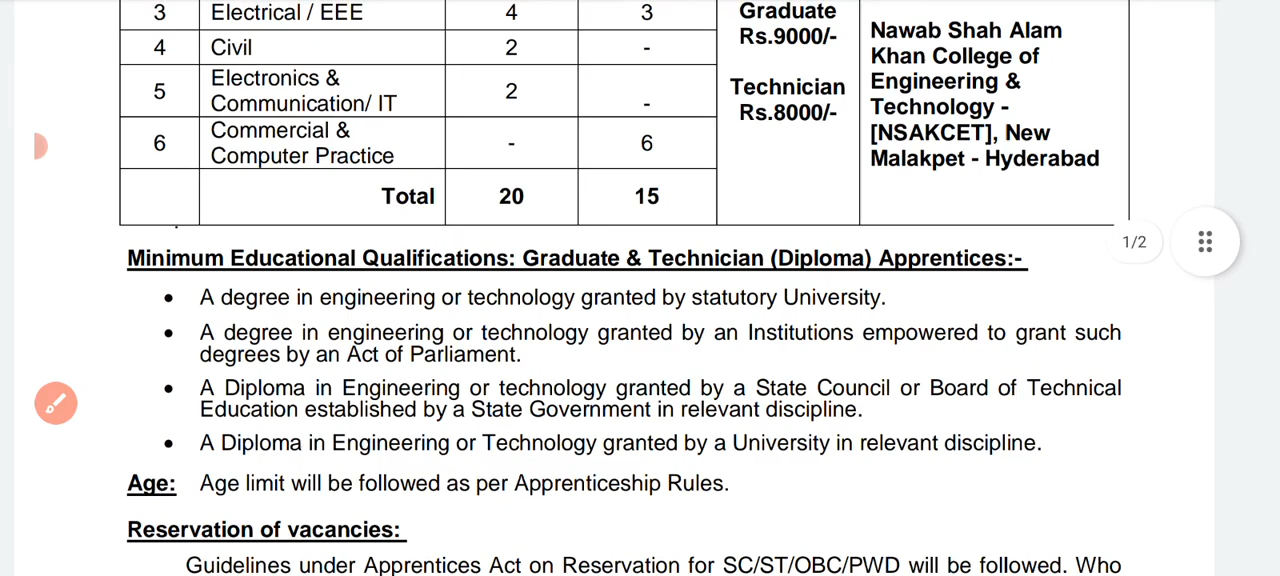 3 Electrical / EEE 4 3
4 Civil 2 -
5 Electronics & Communication/ IT 2 -
6 Commercial & Computer Practice - 6
Total 20 15
Graduate
Rs.9000/-
Technician
Rs.8000/-
Nawab Shah Alam
Khan College of
Engineering &
Technology -
[NSAKCET], New
Malakpet - Hyderabad
1/2
Minimum Educational Qualifications: Graduate & Technician (Diploma) Apprentices:-
• A degree in engineering or technology granted by statutory University.
• A degree in engineering or technology granted by an Institutions empowered to grant such
degrees by an Act of Parliament.
• A Diploma in Engineering or technology granted by a State Council or Board of Technical
Education established by a State Government in relevant discipline.
• A Diploma in Engineering or Technology granted by a University in relevant discipline.
Age: Age limit will be followed as per Apprenticeship Rules.
Reservation of vacancies:
Guidelines under Apprentices Act on Reservation for SC/ST/OBC/PWD will be followed. Who